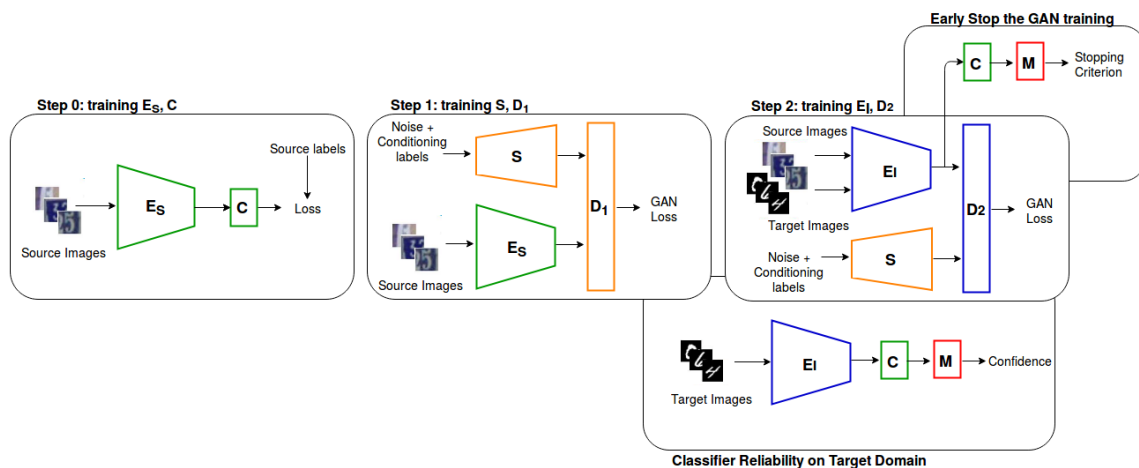 Early Stop the GAN training
C
M
Stopping
Criterion
Step 0: training ES, C
Source labels
ES
C
Loss
Source Images
Step 1: training S, D1
Noise +
Conditioning
labels
S
D1
GAN
Loss
ES
Source Images
Step 2: training EI, D2
Source Images
EI
Target Images
D2
GAN
Loss
Noise +
Conditioning
labels
S
Target Images
EI
C
M
Confidence
Classifier Reliability on Target Domain